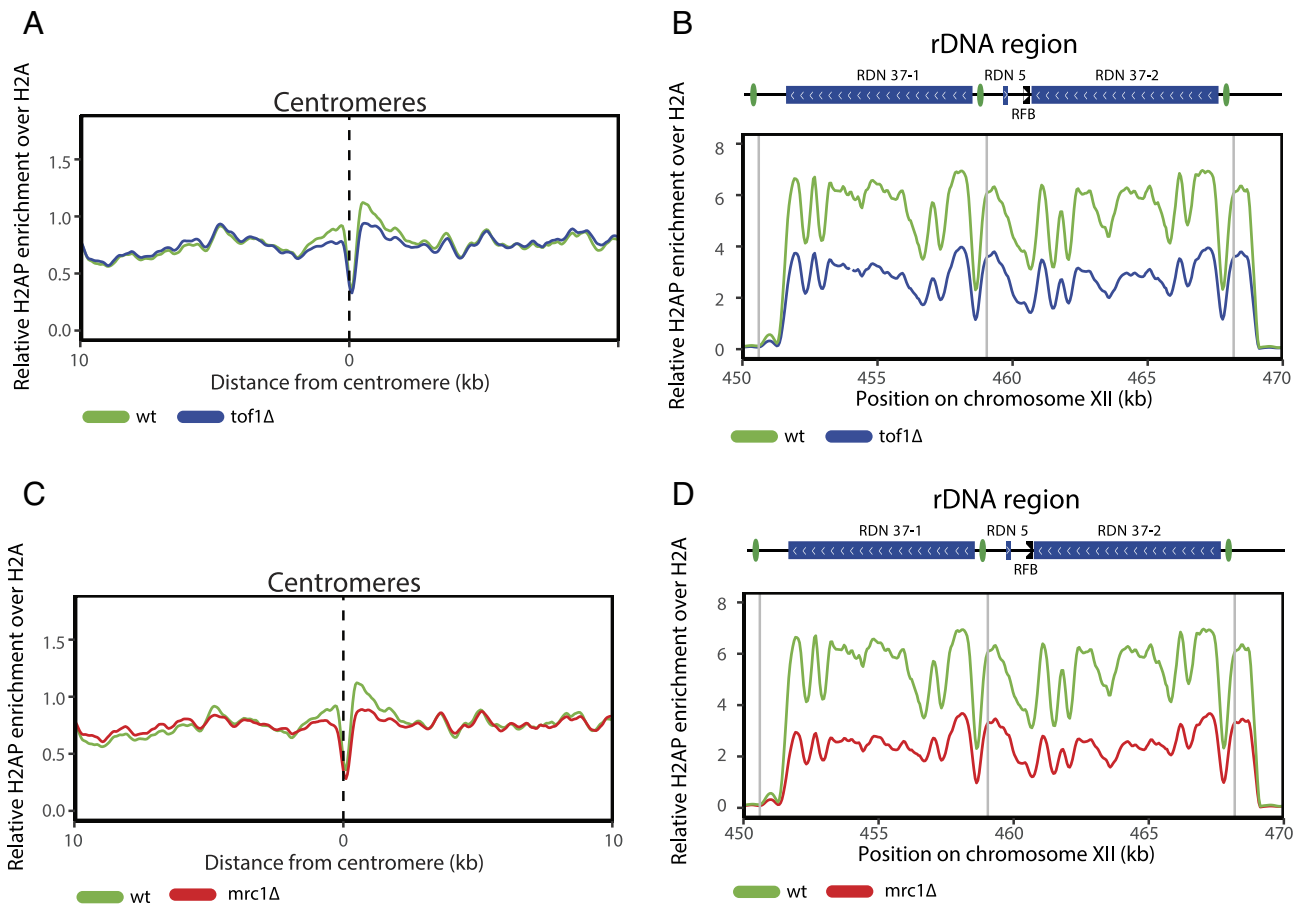 A
Centromeres
Relative H2AP enrichment over H2A
1.5
1.0
0.5
0.0
10
0
Distance from centromere (kb)
wt
tof1Δ
B
rDNA region
RDN 37-1
RDN 5
RDN 37-2
RFB
Relative H2AP enrichment over H2A
8
6
4
2
0
450
455
460
465
470
Position on chromosome XII (kb)
wt
tof1Δ
C
Centromeres
Relative H2AP enrichment over H2A
1.5
1.0
0.5
0.0
10
0
10
Distance from centromere (kb)
wt
mrc1Δ
D
rDNA region
RDN 37-1
RDN 5
RDN 37-2
RFB
Relative H2AP enrichment over H2A
8
6
4
2
0
450
455
460
465
470
Position on chromosome XII (kb)
wt
mrc1Δ